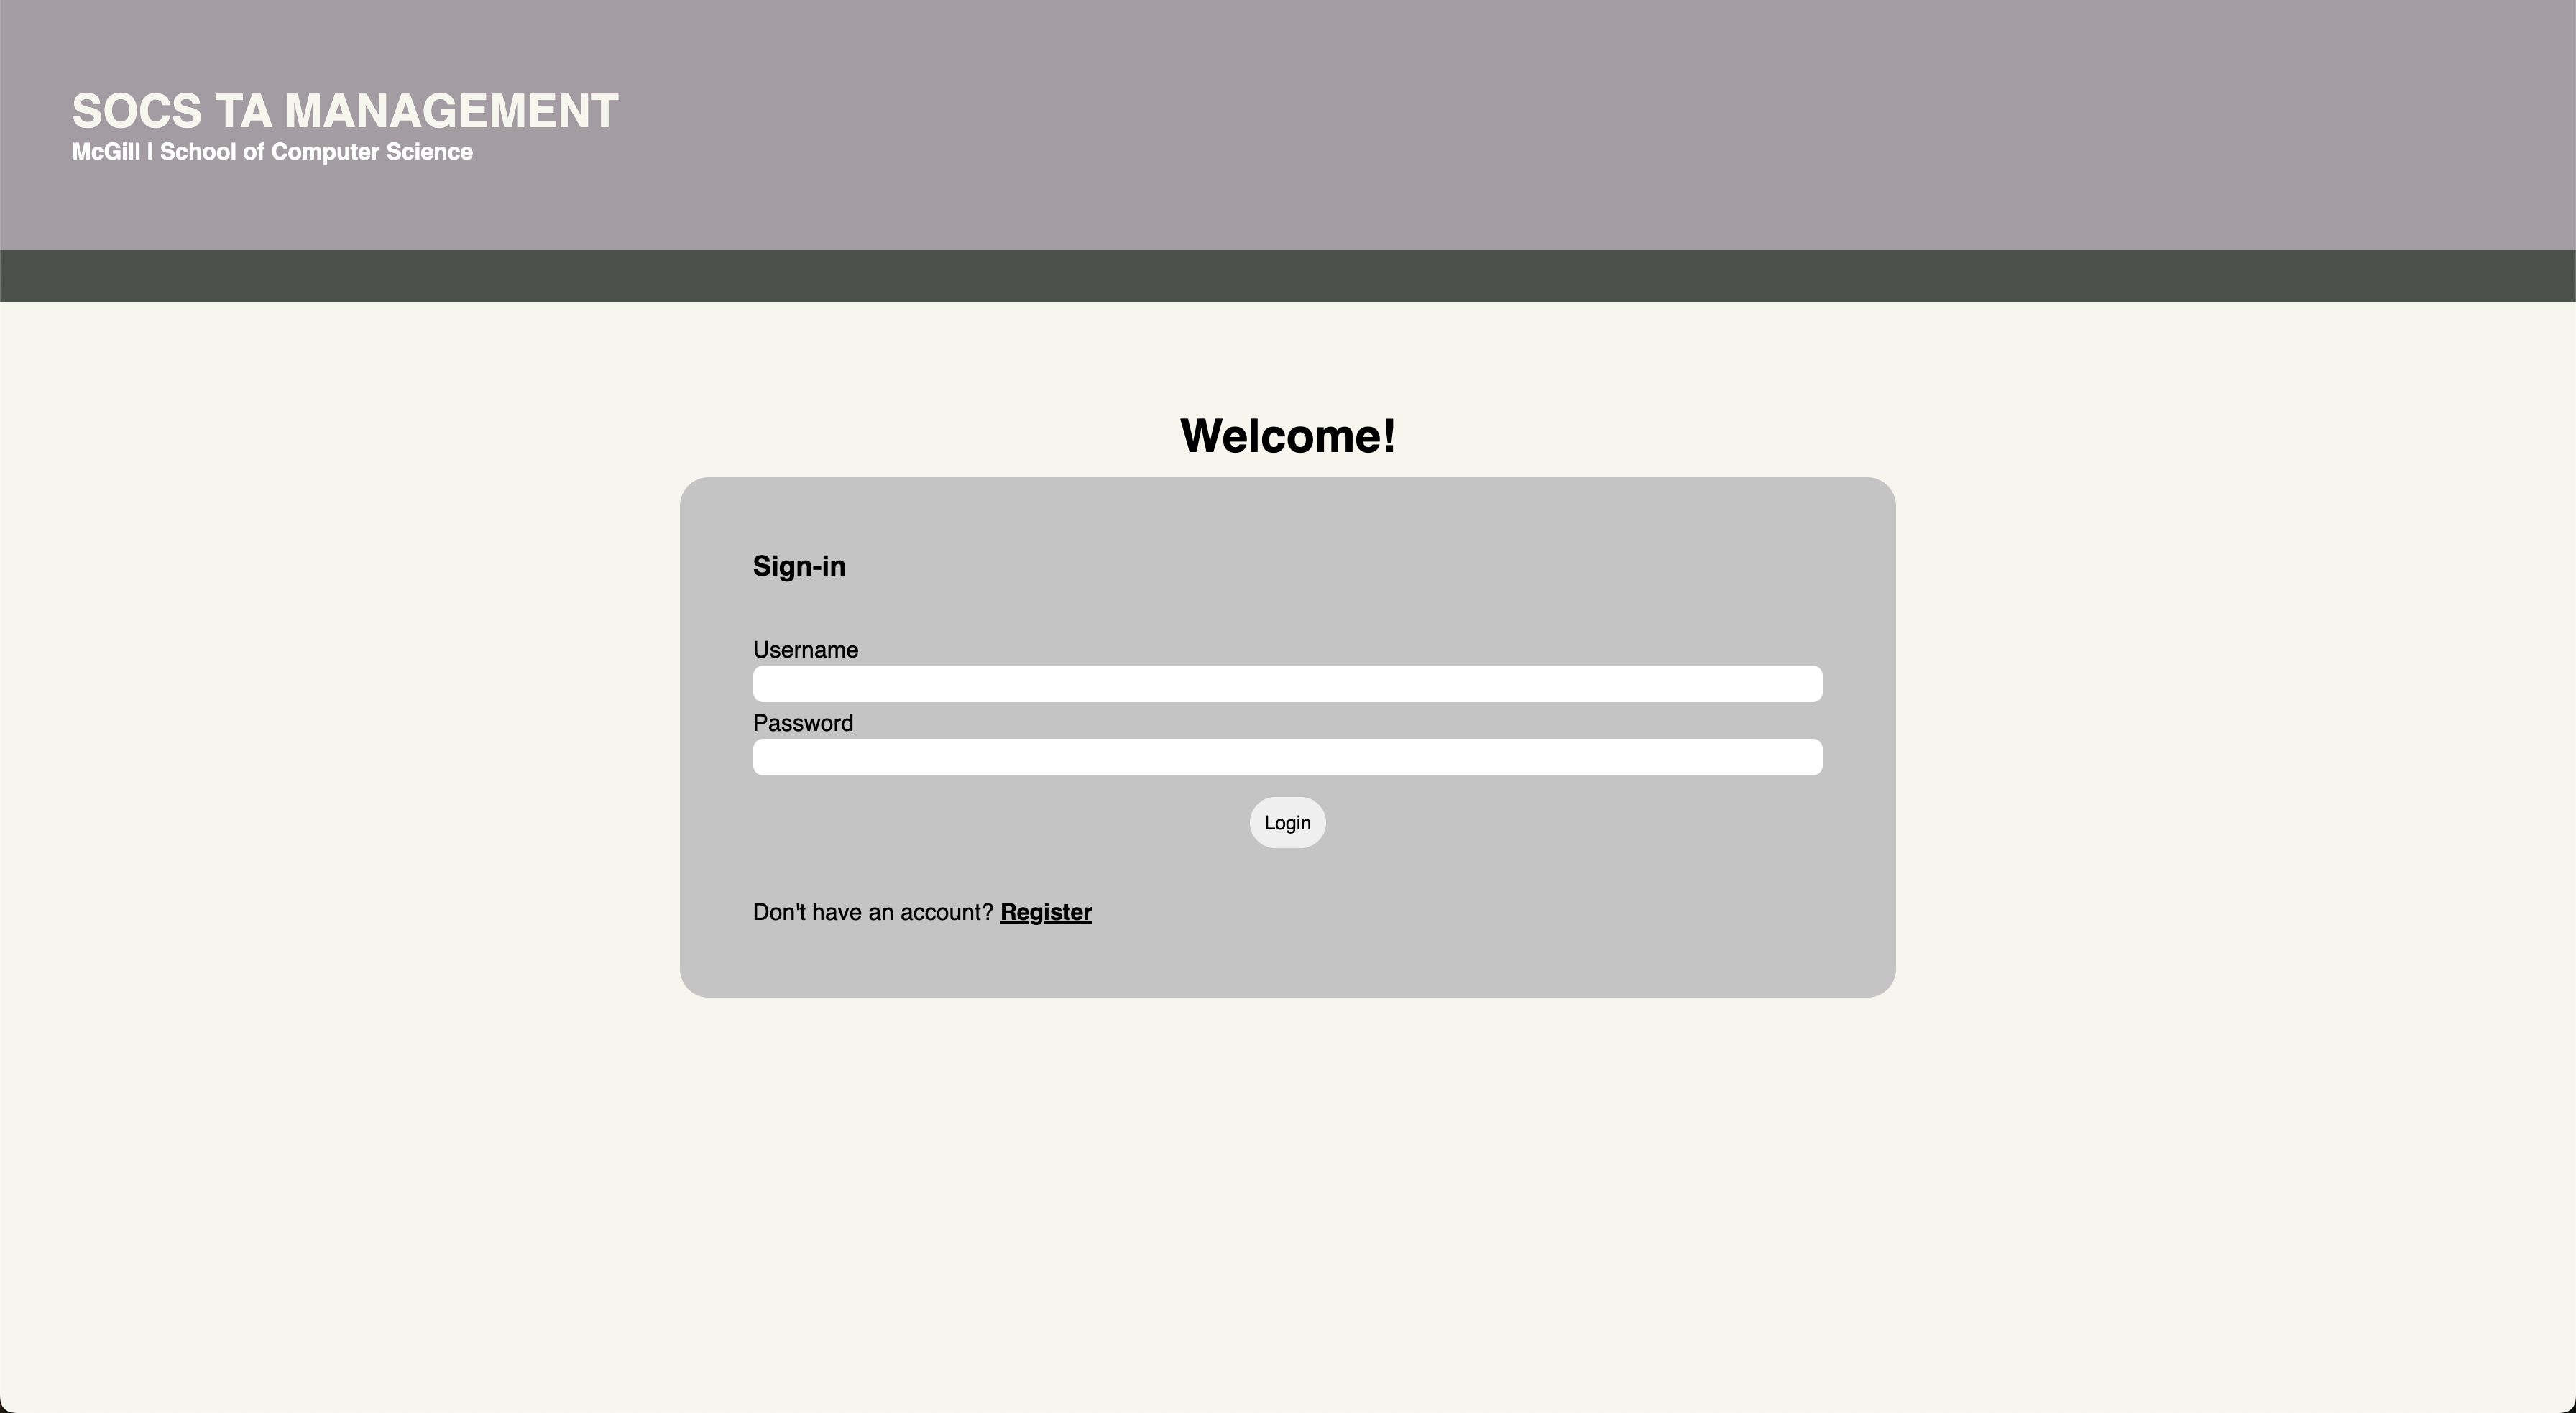 SOCS TA MANAGEMENT
McGill | School of Computer Science
Welcome!
Sign-in
Username
Password
Login
Don't have an account? Register